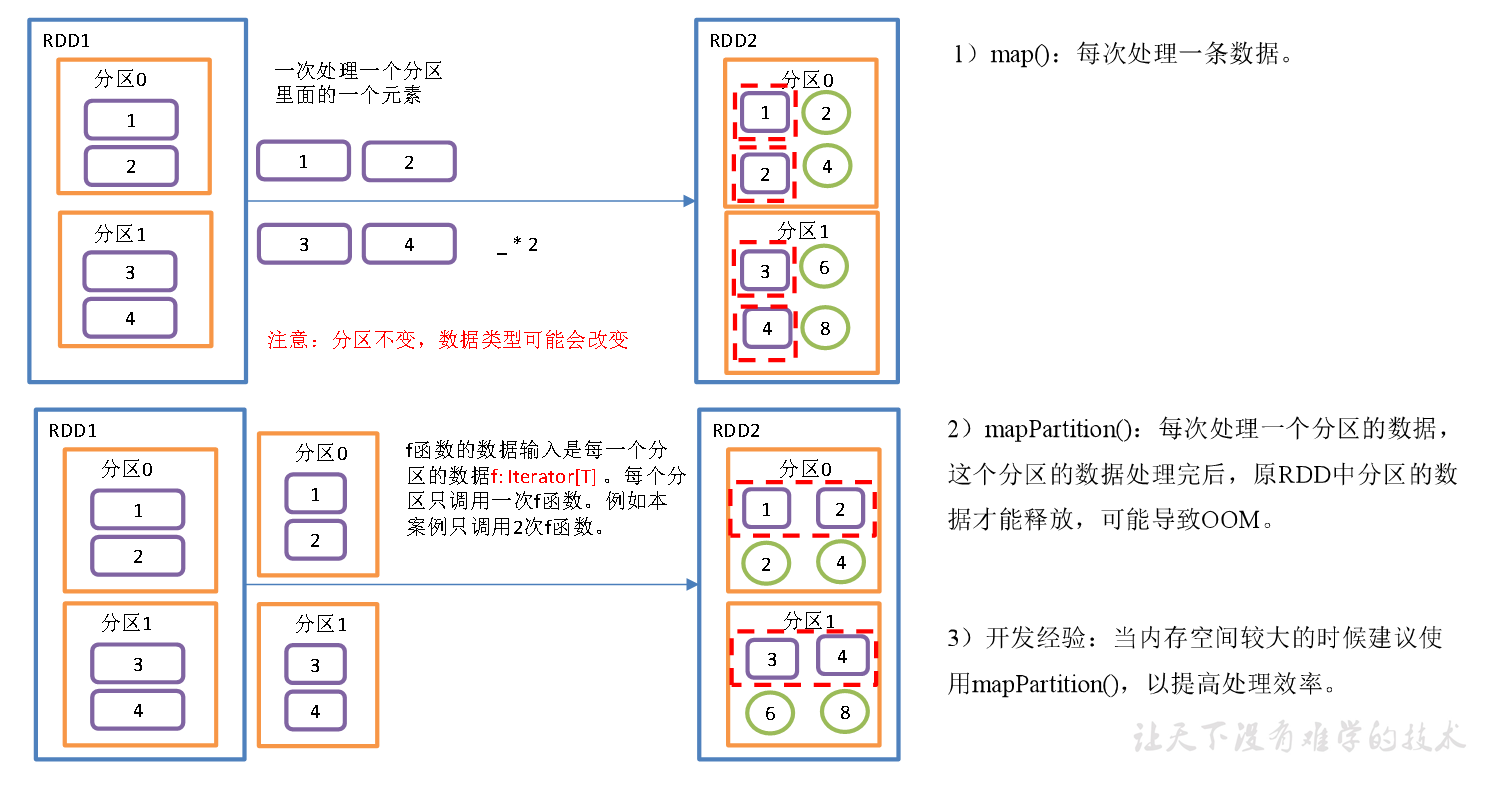 RDD1
分区0
1
2
分区1
3
4
一次处理一个分区
里面的一个元素
1 2
3 4 _ * 2
注意：分区不变，数据类型可能会改变
RDD2
分区0
1 2
2 4
分区1
3 6
4 8
1）map()：每次处理一条数据。
RDD1
分区0
1
2
分区1
3
4
分区0
1
2
分区1
3
4
f函数的数据输入是每一个分
区的数据f: Iterator[T] 。每个分
区只调用一次f函数。例如本
案例只调用2次f函数。
RDD2
分区0
1 2
2 4
分区1
3 4
6 8
2）mapPartition()：每次处理一个分区的数据，
这个分区的数据处理完后，原RDD中分区的数
据才能释放，可能导致OOM。
3）开发经验：当内存空间较大的时候建议使
用mapPartition()，以提高处理效率。
让天下没有难学的技术